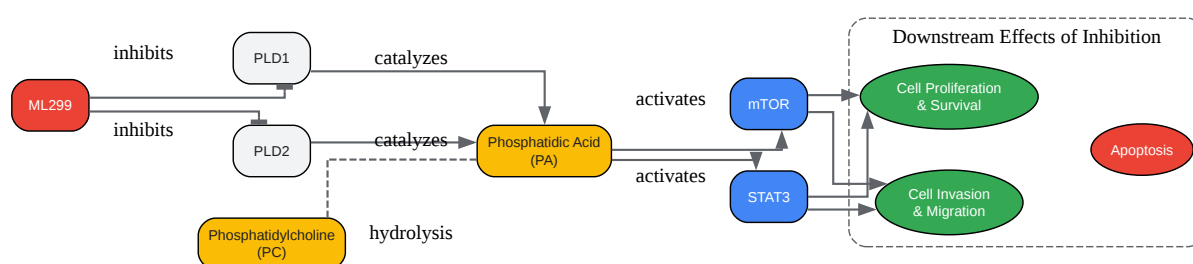 Downstream Effects of Inhibition
inhibits
PLD1
catalyzes
ML299
inhibits
PLD2
catalyzes
Phosphatidic Acid
(PA)
Phosphatidylcholine
(PC)
hydrolysis
activates
mTOR
activates
STAT3
Cell Proliferation
& Survival
Apoptosis
Cell Invasion
& Migration